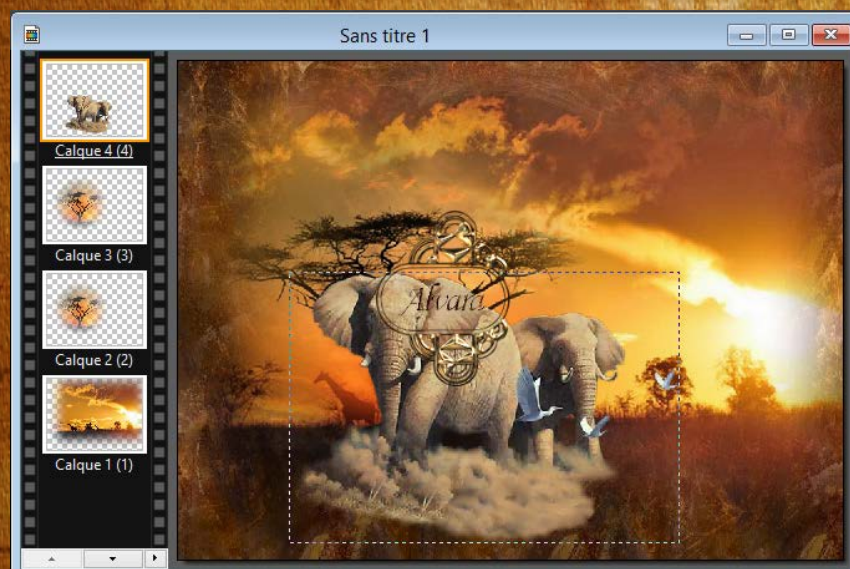 Sans titre 1
Calque 4 (4)
Calque 3 (3)
Calque 2 (2)
Calque 1 (1)
Alvara